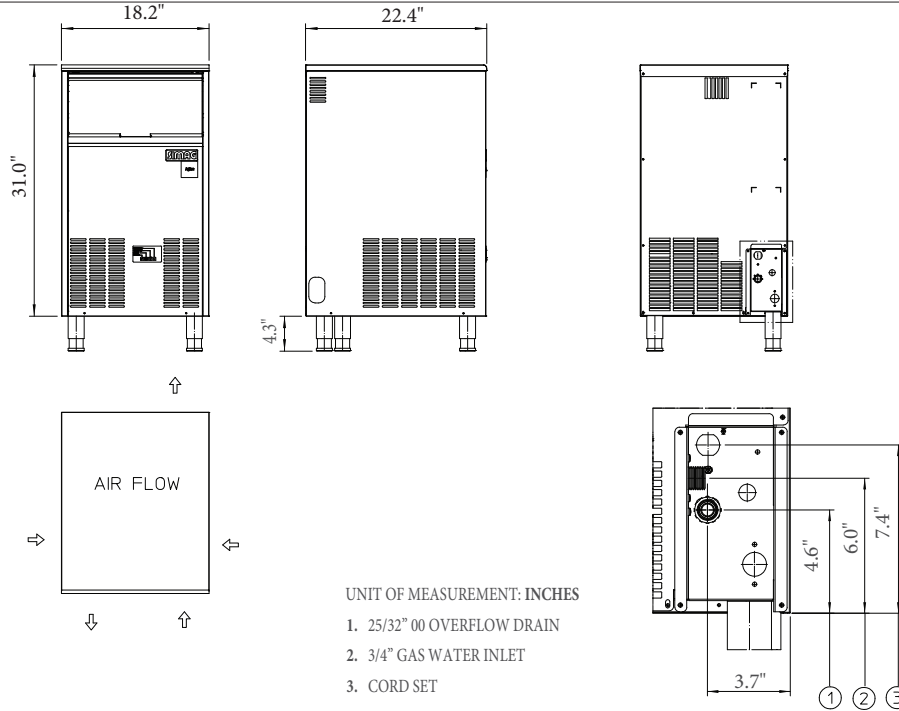 18.2"
22.4"
31.0"
SIMAG
4.3"
AIR FLOW
4.6"
6.0"
7.4"
3.7"
UNIT OF MEASUREMENT: INCHES
1. 25/32” 00 OVERFLOW DRAIN
2. 3/4” GAS WATER INLET
3. CORD SET
1
2
3